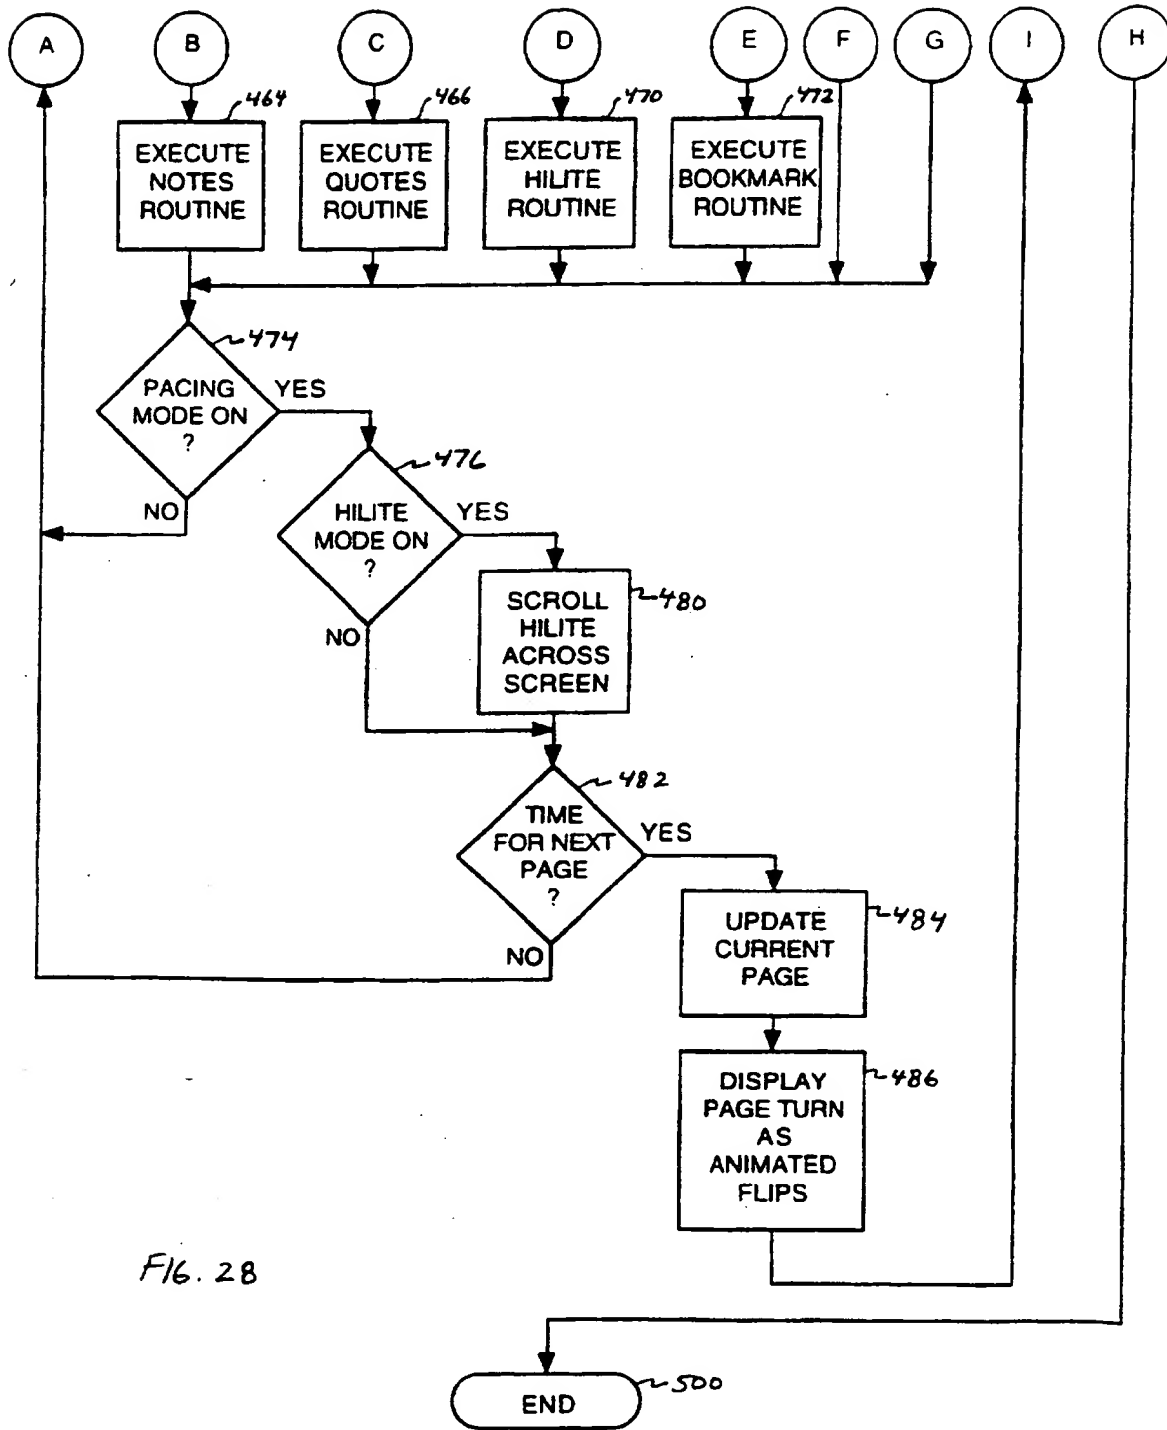 A
B
C
D
E
F
G
I
H
464
466
470
472
EXECUTE
NOTES
ROUTINE
EXECUTE
QUOTES
ROUTINE
EXECUTE
HILITE
ROUTINE
EXECUTE
BOOKMARK
ROUTINE
474
PACING
MODE ON
?
YES
NO
476
HILITE
MODE ON
?
YES
NO
480
SCROLL
HILITE
ACROSS
SCREEN
482
TIME
FOR NEXT
PAGE
?
YES
NO
484
UPDATE
CURRENT
PAGE
486
DISPLAY
PAGE TURN
AS
ANIMATED
FLIPS
FIG. 28
500
END